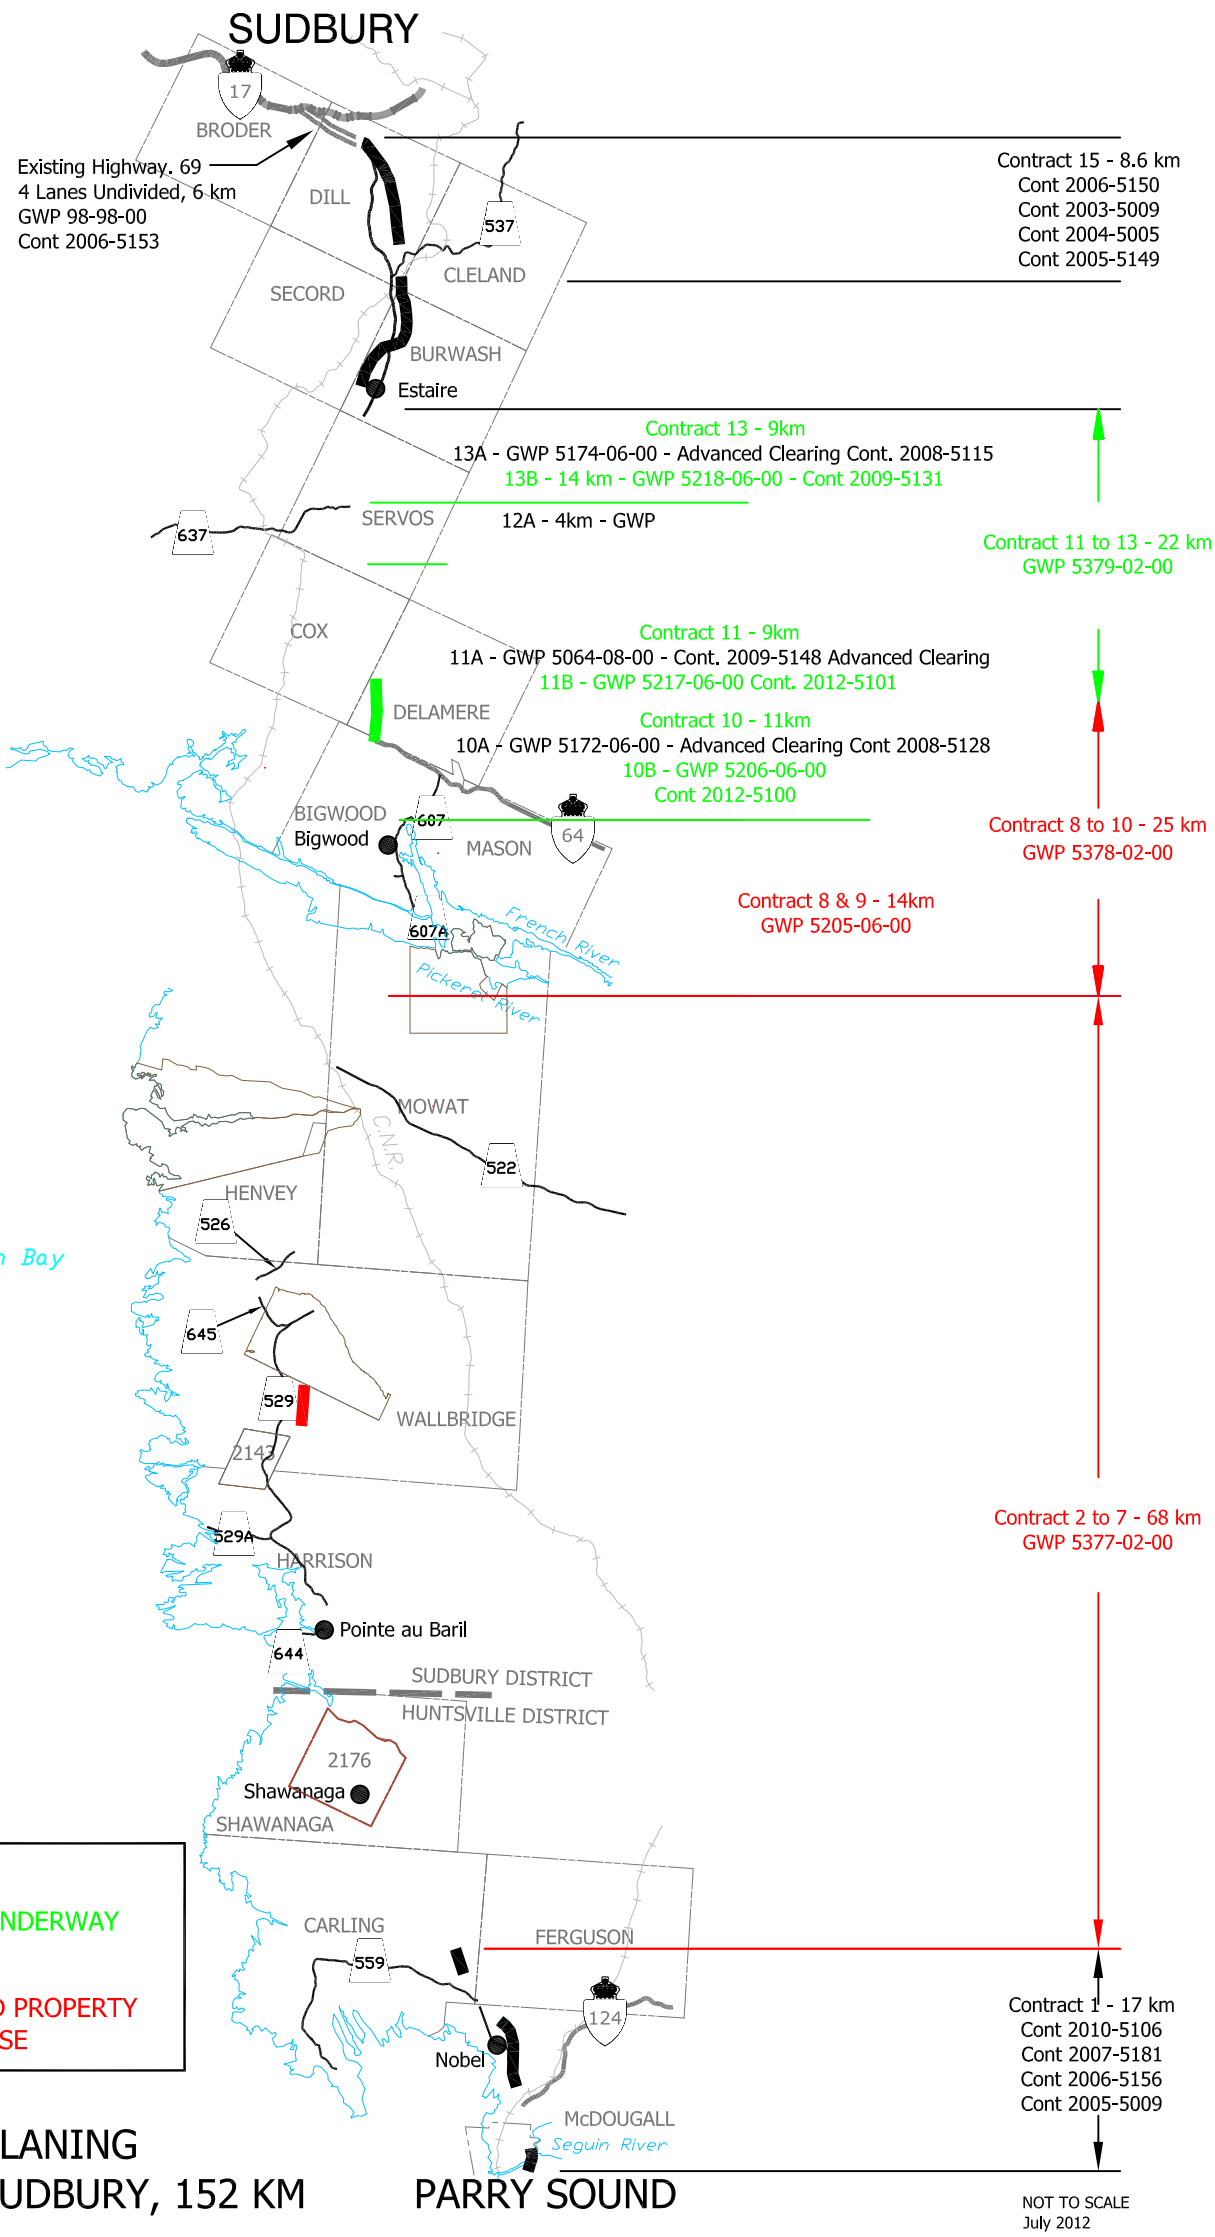 SUDBURY
17
BRODER
Existing Highway. 69
4 Lanes Undivided, 6 km
GWP 98-98-00
Cont 2006-5153
DILL
537
CLELAND
SECORD
BURWASH
Estaire
Contract 15 - 8.6 km
Cont 2006-5150
Cont 2003-5009
Cont 2004-5005
Cont 2005-5149
Contract 13 - 9km
13A - GWP 5174-06-00 - Advanced Clearing Cont. 2008-5115
13B - 14 km - GWP 5218-06-00 - Cont 2009-5131
SERVOS
12A - 4km - GWP
637
Contract 11 to 13 - 22 km
GWP 5379-02-00
COX
Contract 11 - 9km
11A - GWP 5064-08-00 - Cont. 2009-5148 Advanced Clearing
11B - GWP 5217-06-00 Cont. 2012-5101
DELAMERE
Contract 10 - 11km
10A - GWP 5172-06-00 - Advanced Clearing Cont 2008-5128
10B - GWP 5206-06-00
Cont 2012-5100
BIGWOOD
607
Bigwood
MASON
64
Contract 8 to 10 - 25 km
GWP 5378-02-00
Contract 8 & 9 - 14km
GWP 5205-06-00
607A
French River
Pickerel River
MOWAT
C.N.R.
522
HENVEY
526
Bay
645
529
WALLBRIDGE
2143
529A
HARRISON
Contract 2 to 7 - 68 km
GWP 5377-02-00
Pointe au Baril
644
SUDBURY DISTRICT
HUNTSVILLE DISTRICT
2176
Shawanaga
SHAWANAGA
NDERWAY
PROPERTY
SE
CARLING
559
FERGUSON
124
Nobel
Contract 1 - 17 km
Cont 2010-5106
Cont 2007-5181
Cont 2006-5156
Cont 2005-5009
McDOUGALL
Seguin River
LANING
UDBURY, 152 KM
PARRY SOUND
NOT TO SCALE
July 2012